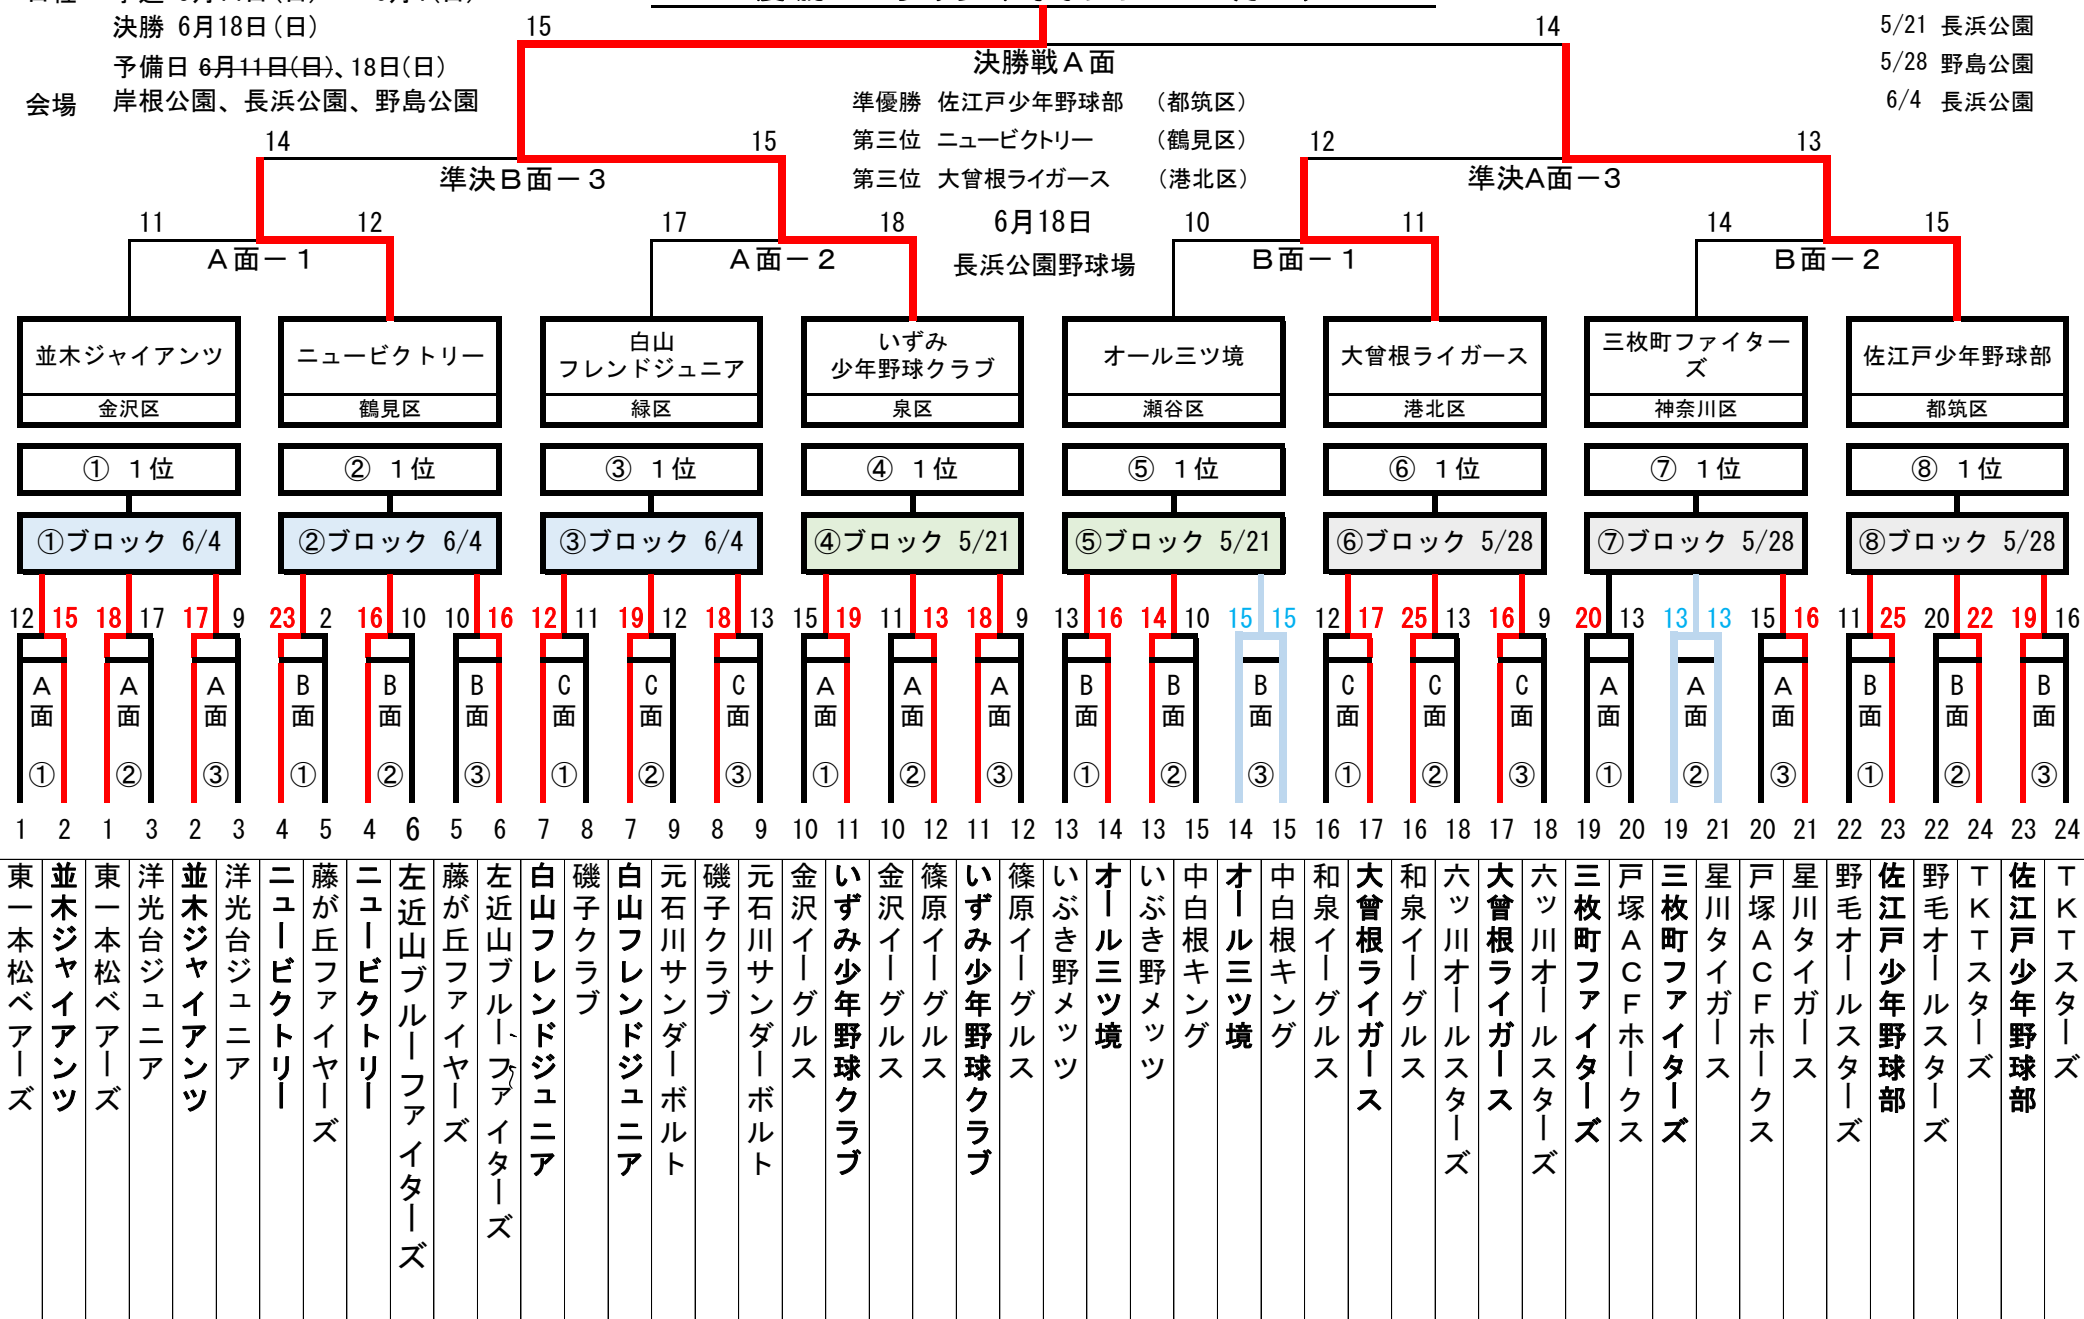 決勝 6月18日(日)
予備日 6月11日(日)、18日(日)
会場 岸根公園、長浜公園、野島公園
5/21 長浜公園
5/28 野島公園
6/4 長浜公園
15 14
決勝戦A面
準優勝 佐江戸少年野球部 (都筑区)
第三位 ニュービクトリー (鶴見区)
第三位 大曾根ライガース (港北区)
14 15 12 13
準決B面-3 準決A面-3
6月18日
長浜公園野球場
11 12 17 18 10 11 14 15
A面-1 A面-2 B面-1 B面-2
並木ジャイアンツ
金沢区
ニュービクトリー
鶴見区
白山
フレンドジュニア
緑区
いずみ
少年野球クラブ
泉区
オール三ツ境
瀬谷区
大曾根ライガース
港北区
三枚町ファイター
ズ
神奈川区
佐江戸少年野球部
都筑区
① 1位 ② 1位 ③ 1位 ④ 1位 ⑤ 1位 ⑥ 1位 ⑦ 1位 ⑧ 1位
①ブロック 6/4 ②ブロック 6/4 ③ブロック 6/4 ④ブロック 5/21 ⑤ブロック 5/21 ⑥ブロック 5/28 ⑦ブロック 5/28 ⑧ブロック 5/28
12 15 18 17 17 9 23 2 16 10 10 16 12 11 19 12 18 13 15 19 11 13 18 9 13 16 14 10 15 15 12 17 25 13 16 9 20 13 13 13 15 16 11 25 20 22 19 16
A面① A面② A面③ B面① B面② B面③ C面① C面② C面③ A面① A面② A面③ B面① B面② B面③ C面① C面② C面③ A面① A面② A面③ B面① B面② B面③
1 2 1 3 2 3 4 5 4 6 5 6 7 8 7 9 8 9 10 11 10 12 11 12 13 14 13 15 14 15 16 17 16 18 17 18 19 20 19 21 20 21 22 23 22 24 23 24
東一本松ベアーズ
並木ジャイアンツ
東一本松ベアーズ
洋光台ジュニア
並木ジャイアンツ
洋光台ジュニア
ニュービクトリー
藤が丘ファイヤーズ
ニュービクトリー
左近山ブルーファイターズ
藤が丘ファイヤーズ
左近山ブルーファイターズ
白山フレンドジュニア
磯子クラブ
白山フレンドジュニア
元石川サンダーボルト
磯子クラブ
元石川サンダーボルト
金沢イーグルス
いずみ少年野球クラブ
金沢イーグルス
篠原イーグルス
いずみ少年野球クラブ
篠原イーグルス
いぶき野メッツ
オール三ツ境
いぶき野メッツ
中白根キング
オール三ツ境
中白根キング
和泉イーグルス
大曾根ライガース
和泉イーグルス
六ッ川オールスターズ
大曾根ライガース
六ッ川オールスターズ
三枚町ファイターズ
戸塚ACFホークス
三枚町ファイターズ
星川タイガース
戸塚ACFホークス
星川タイガース
野毛オールスターズ
佐江戸少年野球部
野毛オールスターズ
TKTスターズ
佐江戸少年野球部
TKTスターズ